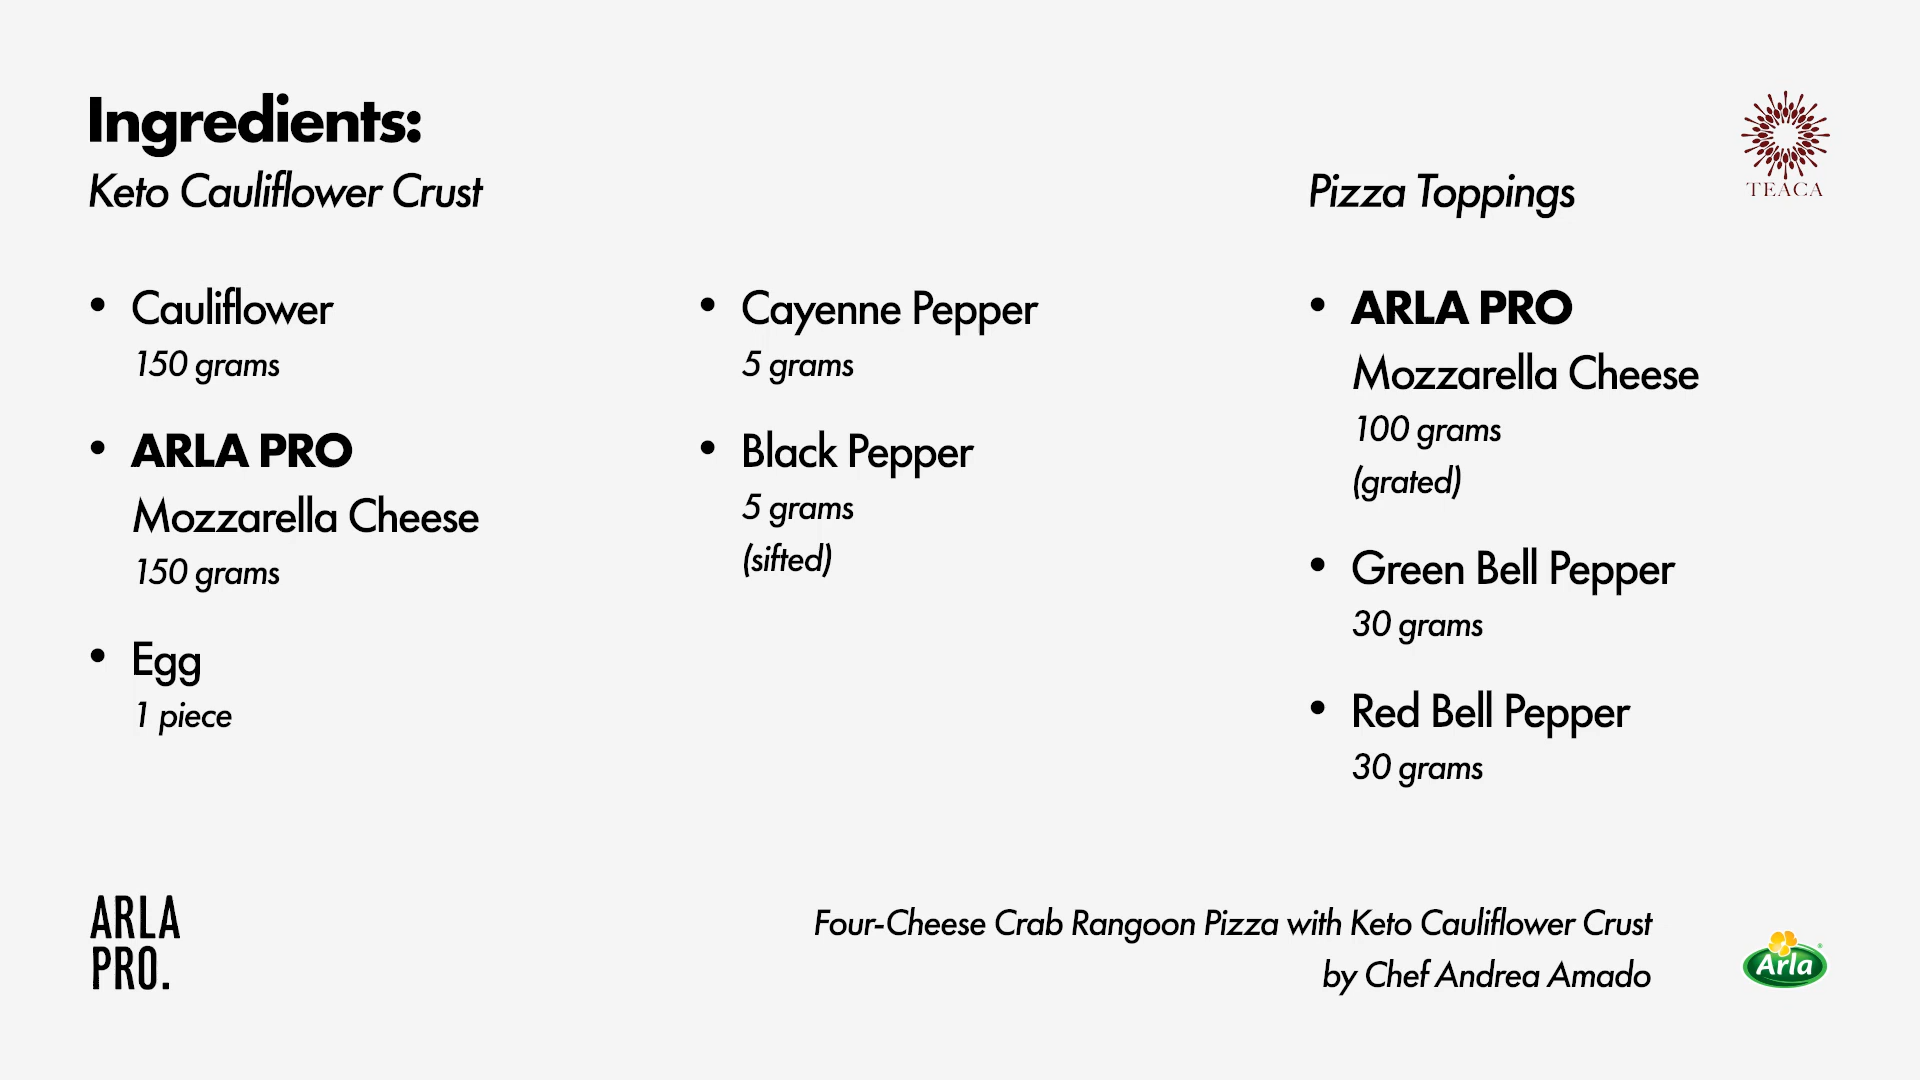 Ingredients:
Keto Cauliflower Crust
• Cauliflower
150 grams
• ARLA PRO
Mozzarella Cheese
150 grams
• Egg
1 piece
• Cayenne Pepper
5 grams
• Black Pepper
5 grams
(sifted)
Pizza Toppings
• ARLA PRO
Mozzarella Cheese
100 grams
(grated)
• Green Bell Pepper
30 grams
• Red Bell Pepper
30 grams
TEACA
ARLA
PRO.
Four-Cheese Crab Rangoon Pizza with Keto Cauliflower Crust
by Chef Andrea Amado
Arla®